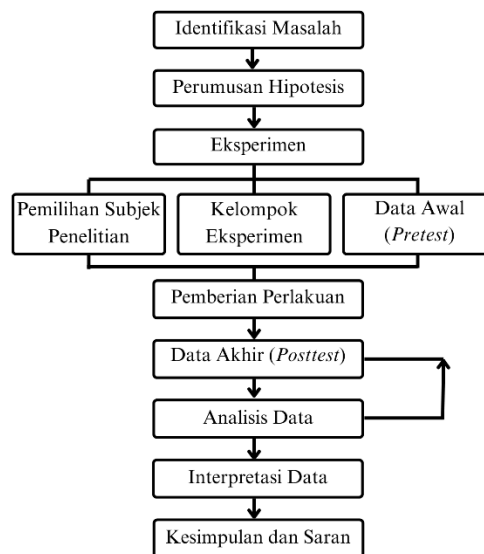 Identifikasi Masalah
Perumusan Hipotesis
Eksperimen
Pemilihan Subjek
Penelitian
Kelompok
Eksperimen
Data Awal
(Pretest)
Pemberian Perlakuan
Data Akhir (Posttest)
Analisis Data
Interpretasi Data
Kesimpulan dan Saran